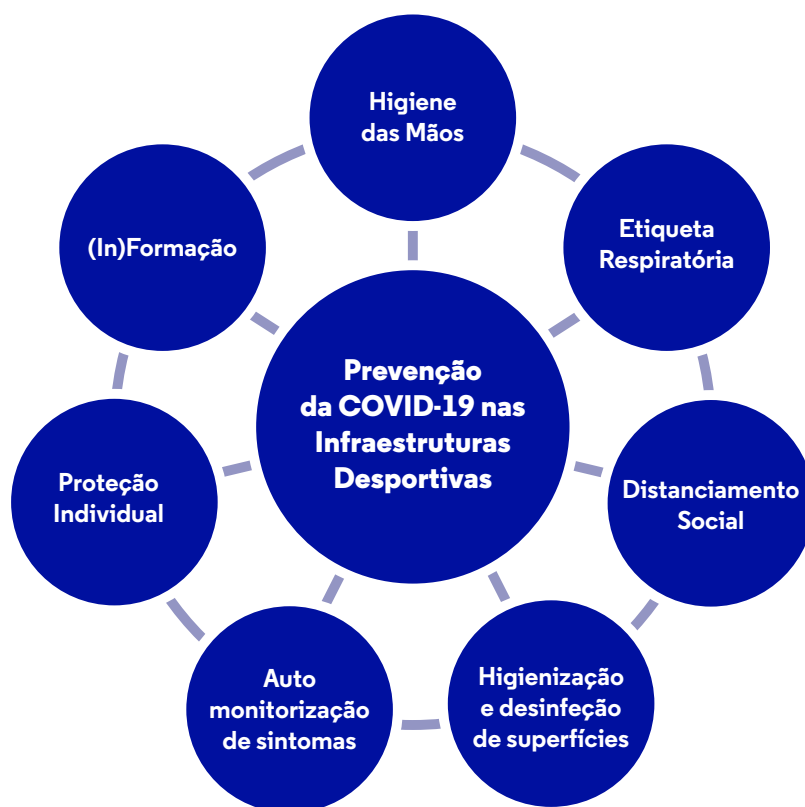 Higiene
das Mãos
Etiqueta
Respiratória
Distanciamento
Social
Higienização
e desinfeção
de superfícies
Auto
monitorização
de sintomas
Proteção
Individual
(In)Formação
Prevenção
da COVID-19 nas
Infraestruturas
Desportivas